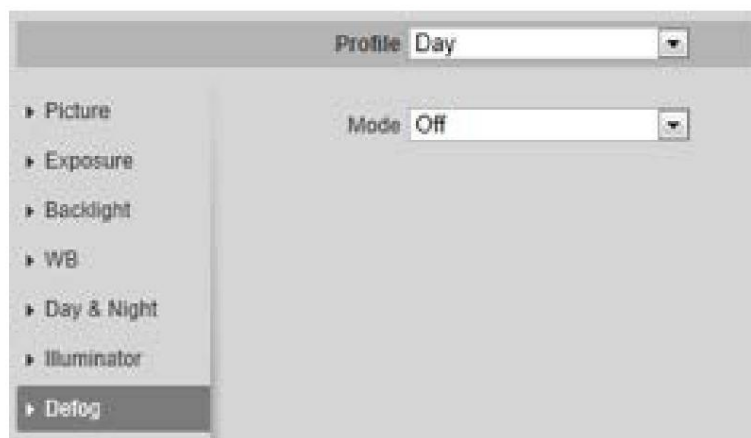 Profile Day
Picture
Mode Off
Exposure
Backlight
WB
Day & Night
Illuminator
Defog